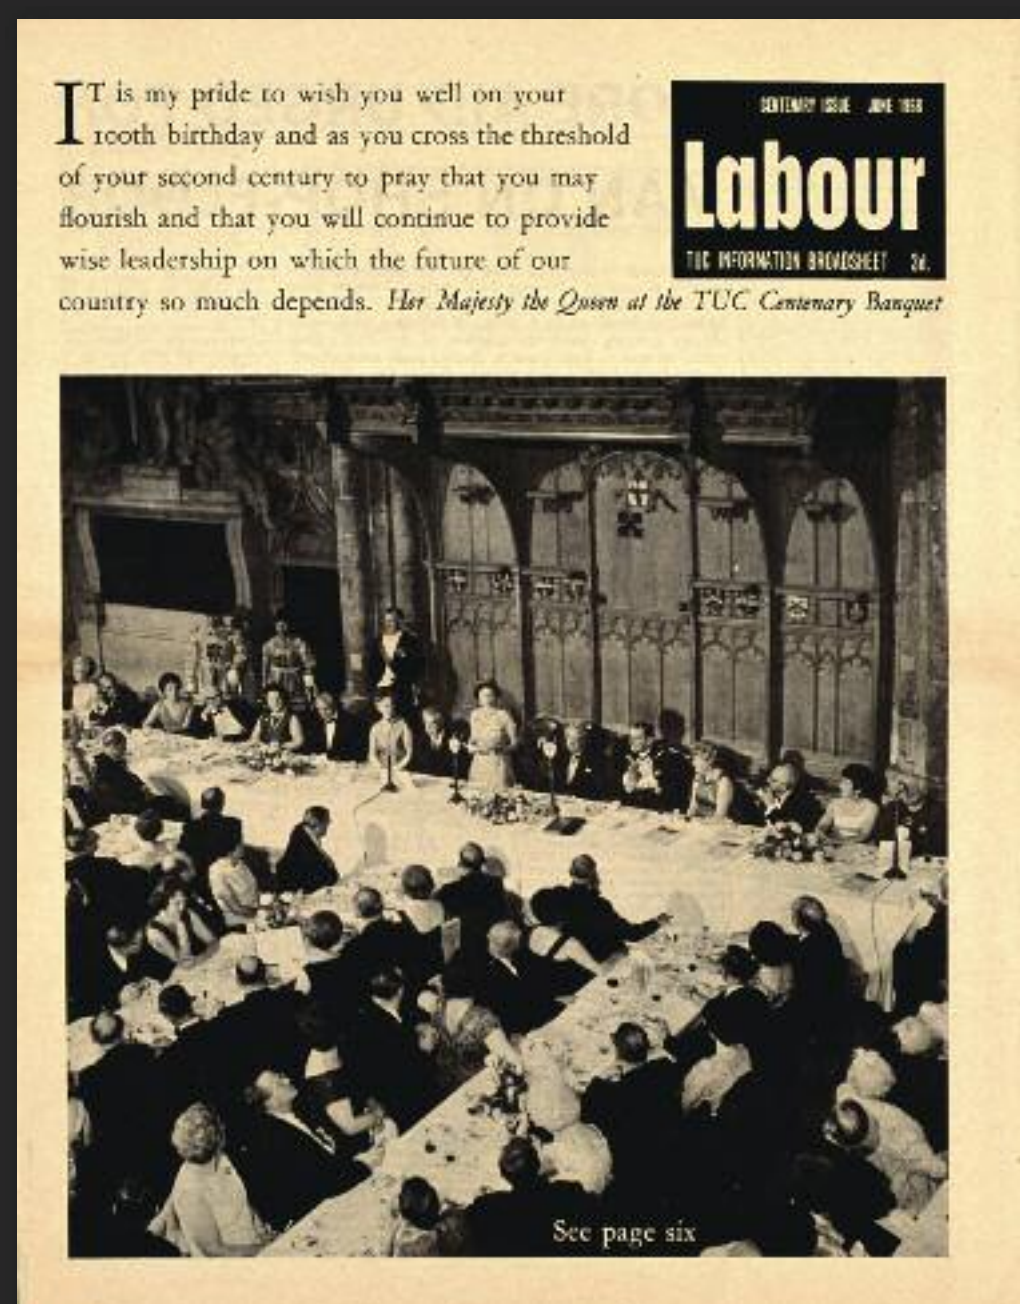 IT is my pride to wish you well on your
100th birthday and as you cross the threshold
of your second century to pray that you may
flourish and that you will continue to provide
wise leadership on which the future of our
country so much depends. Her Majesty the Queen at the TUC Centenary Banquet
CENTENARY ISSUE JUNE 1968
Labour
TUC INFORMATION BROADSHEET 2d.
See page six